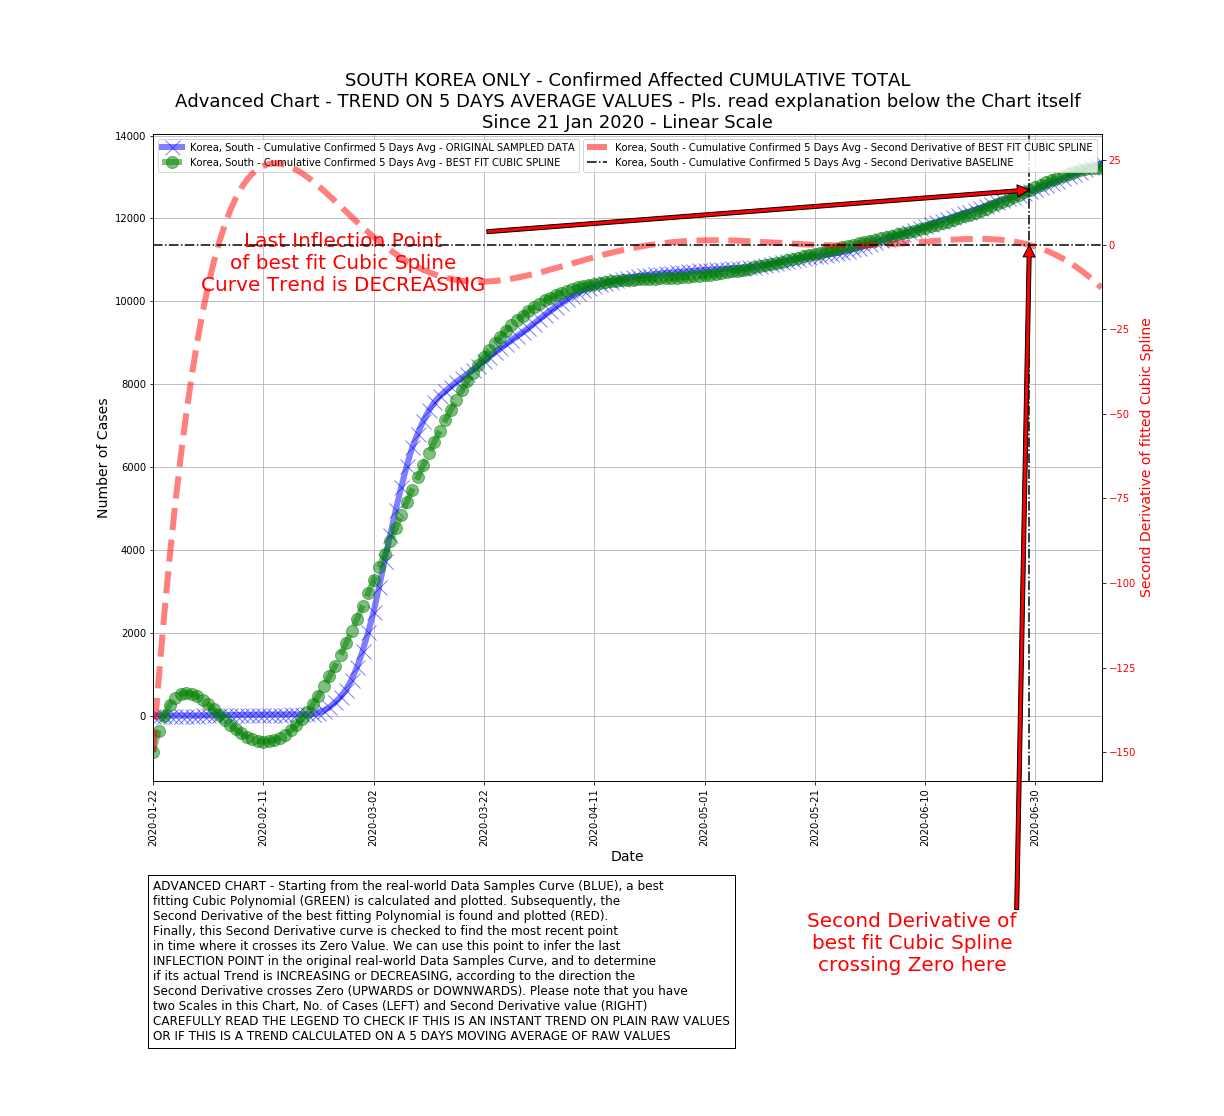 SOUTH KOREA ONLY - Confirmed Affected CUMULATIVE TOTAL
Advanced Chart - TREND ON 5 DAYS AVERAGE VALUES - Pls. read explanation below the Chart itself
Since 21 Jan 2020 - Linear Scale
Korea, South - Cumulative Confirmed 5 Days Avg - ORIGINAL SAMPLED DATA
Korea, South - Cumulative Confirmed 5 Days Avg - BEST FIT CUBIC SPLINE
Korea, South - Cumulative Confirmed 5 Days Avg - Second Derivative of BEST FIT CUBIC SPLINE
Korea, South - Cumulative Confirmed 5 Days Avg - Second Derivative BASELINE
14000
12000
10000
8000
6000
4000
2000
0
Number of Cases
Last Inflection Point
of best fit Cubic Spline
Curve Trend is DECREASING
25
0
−25
−50
−75
−100
−125
−150
Second Derivative of fitted Cubic Spline
2020-01-22
2020-02-11
2020-03-02
2020-03-22
2020-04-11
2020-05-01
2020-05-21
2020-06-10
2020-06-30
Date
ADVANCED CHART - Starting from the real-world Data Samples Curve (BLUE), a best
fitting Cubic Polynomial (GREEN) is calculated and plotted. Subsequently, the
Second Derivative of the best fitting Polynomial is found and plotted (RED).
Finally, this Second Derivative curve is checked to find the most recent point
in time where it crosses its Zero Value. We can use this point to infer the last
INFLECTION POINT in the original real-world Data Samples Curve, and to determine
if its actual Trend is INCREASING or DECREASING, according to the direction the
Second Derivative crosses Zero (UPWARDS or DOWNWARDS). Please note that you have
two Scales in this Chart, No. of Cases (LEFT) and Second Derivative value (RIGHT)
CAREFULLY READ THE LEGEND TO CHECK IF THIS IS AN INSTANT TREND ON PLAIN RAW VALUES
OR IF THIS IS A TREND CALCULATED ON A 5 DAYS MOVING AVERAGE OF RAW VALUES
Second Derivative of
best fit Cubic Spline
crossing Zero here